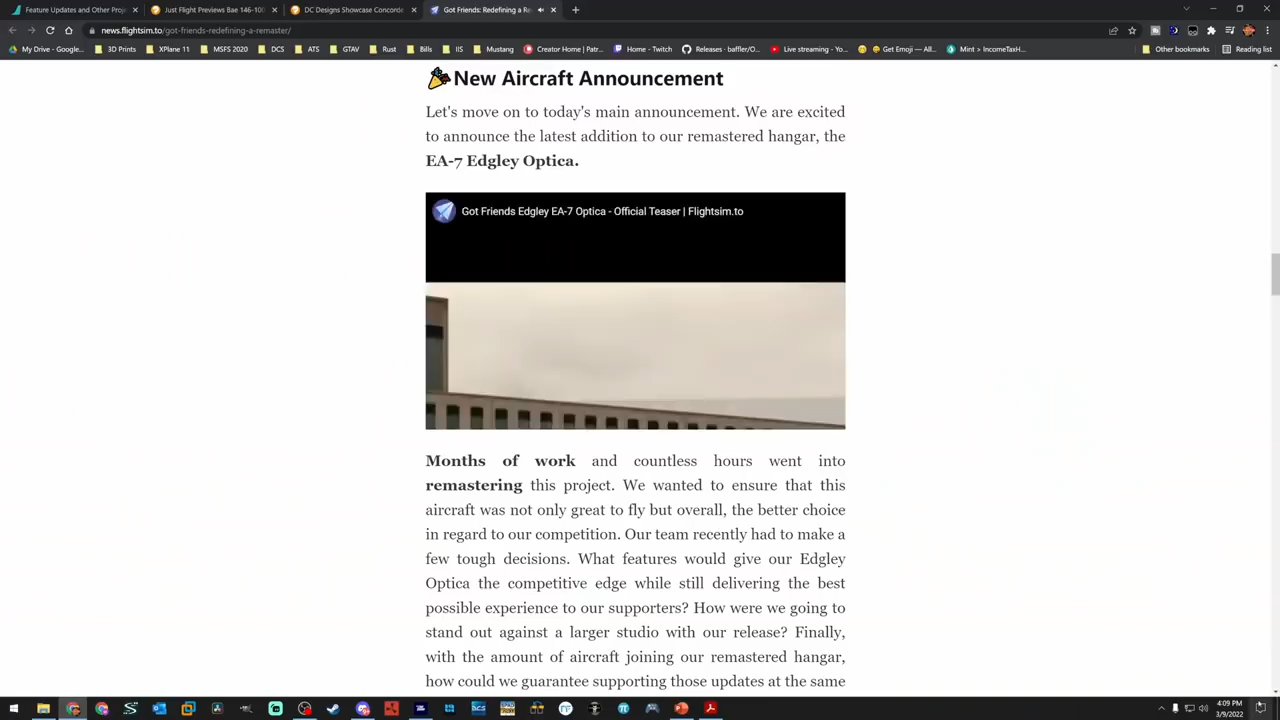 Feature Updates and Other Proj
Just Flight Previews Bae 146-100
DC Designs Showcase Concorde
Got Friends: Redefining a Re
news.flightsim.to/got-friends-redefining-a-remaster/
My Drive - Google...
3D Prints
XPlane 11
MSFS 2020
DCS
ATS
GTAV
Rust
Bills
IIS
Mustang
Creator Home | Patr...
Home - Twitch
Releases · baffler/O...
Live streaming - Yo...
Get Emoji — All...
Mint > IncomeTaxH...
Other bookmarks
Reading list
New Aircraft Announcement
Let's move on to today's main announcement. We are excited
to announce the latest addition to our remastered hangar, the
EA-7 Edgley Optica.
Got Friends Edgley EA-7 Optica - Official Teaser | Flightsim.to
Months of work and countless hours went into
remastering this project. We wanted to ensure that this
aircraft was not only great to fly but overall, the better choice
in regard to our competition. Our team recently had to make a
few tough decisions. What features would give our Edgley
Optica the competitive edge while still delivering the best
possible experience to our supporters? How were we going to
stand out against a larger studio with our release? Finally,
with the amount of aircraft joining our remastered hangar,
how could we guarantee supporting those updates at the same
4:09 PM
3/9/2022